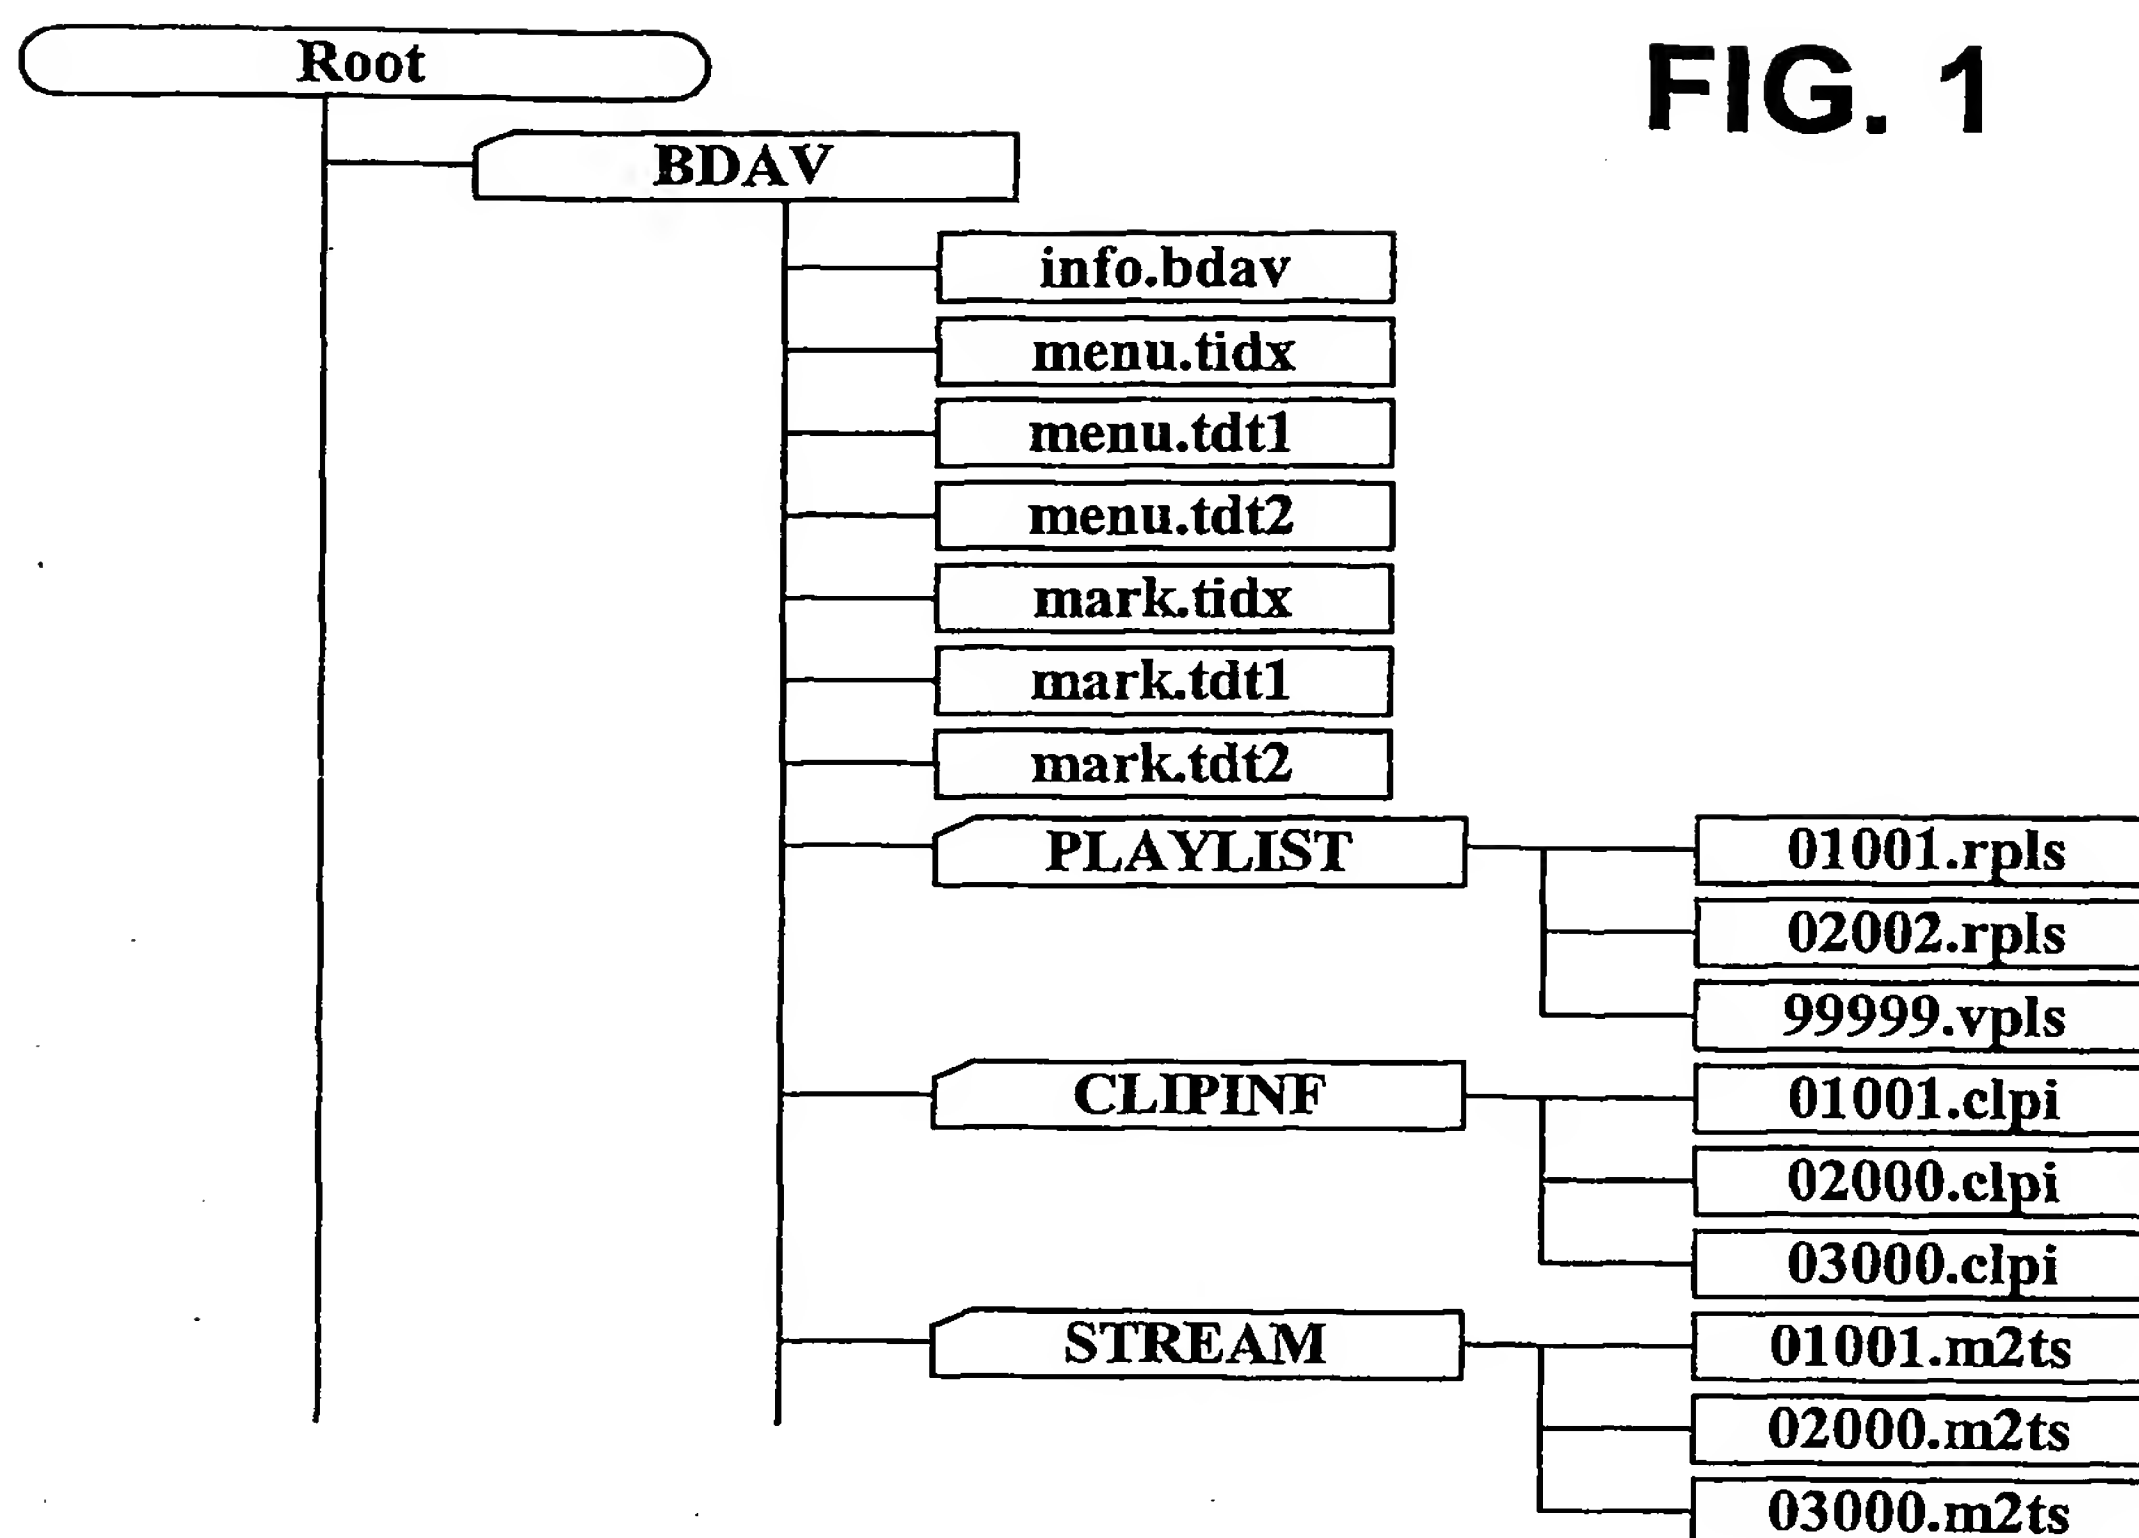 Root
FIG. 1
BDAV
info.bdav
menu.tidx
menu.tdt1
menu.tdt2
mark.tidx
mark.tdt1
mark.tdt2
PLAYLIST
01001.rpls
02002.rpls
99999.vpls
CLIPINF
01001.clpi
02000.clpi
03000.clpi
STREAM
01001.m2ts
02000.m2ts
03000.m2ts